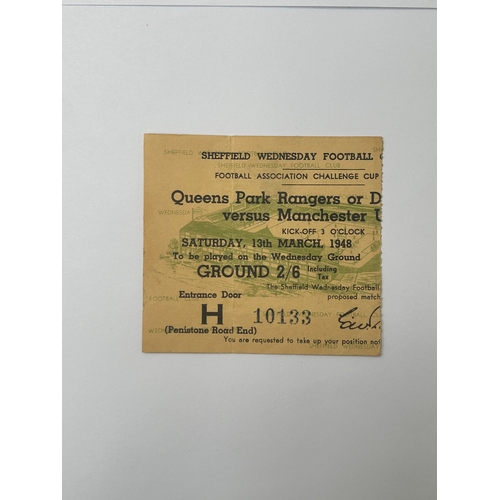 SHEFFIELD WEDNESDAY FOOTBALL
FOOTBALL ASSOCIATION CHALLENGE CUP
Queens Park Rangers or D
versus Manchester U
KICK-OFF 3 O'CLOCK
SATURDAY, 13th MARCH, 1948
To be played on the Wednesday Ground
GROUND 2/6 Including Tax
The Sheffield Wednesday Football
proposed match
Entrance Door
H 10133
(Penistone Road End)
You are requested to take up your position not